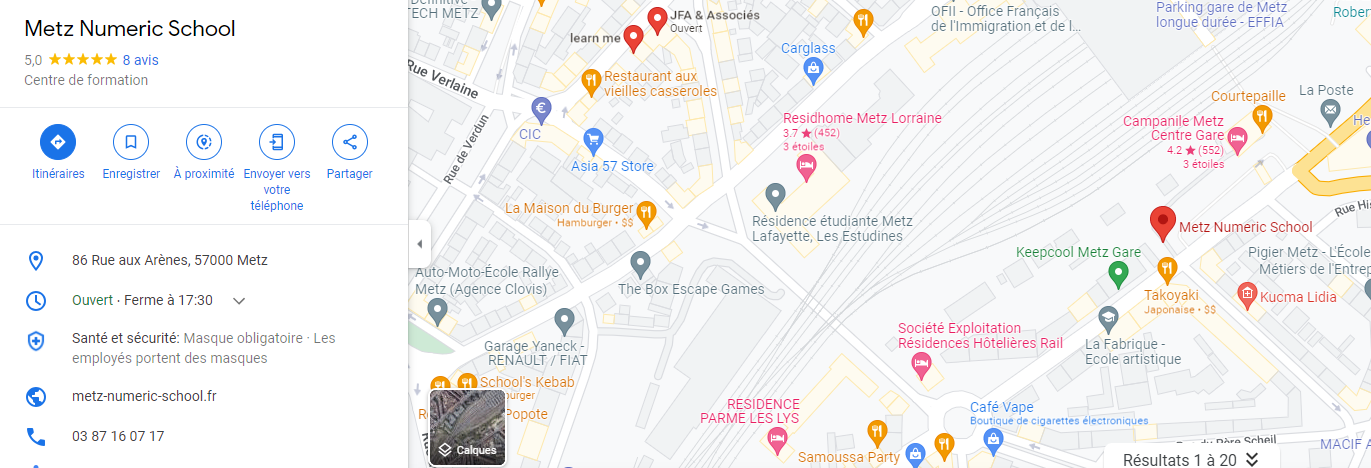 Metz Numeric School
5,0 8 avis
Centre de formation
Itinéraires
Enregistrer
À proximité
Envoyer vers
votre
téléphone
Partager
86 Rue aux Arènes, 57000 Metz
Ouvert · Ferme à 17:30
Santé et sécurité: Masque obligatoire · Les
employés portent des masques
metz-numeric-school.fr
03 87 16 07 17
TECH METZ
JFA & Associés
Ouvert
learn me
Rue Verlaine
Restaurant aux
vieilles casseroles
CIC
Rue de Verdun
Asia 57 Store
La Maison du Burger
Hamburger · $$
Auto-Moto-École Rallye
Metz (Agence Clovis)
The Box Escape Games
Garage Yaneck -
RENAULT / FIAT
School's Kebab
burger
Popote
Calques
Carglass
OFII - Office Français
de l'Immigration et de l...
Parking gare de Metz
longue durée - EFFIA
Rober
Residhome Metz Lorraine
3.7 ★ (452)
3 étoiles
Résidence étudiante Metz
Lafayette, Les Estudines
Courtepaille
La Poste
Campanile Metz
Centre Gare
4.2 ★ (552)
3 étoiles
He
Rue His
Metz Numeric School
Keepcool Metz Gare
Pigier Metz - L'École
Métiers de l'Entrep
Takoyaki
Japonaise · $$
Kucma Lidia
La Fabrique -
Ecole artistique
Société Exploitation
Résidences Hôtelières Rail
RESIDENCE
PARME LES LYS
Café Vape
Boutique de cigarettes électroniques
Samoussa Party
du Père Scheil
MACIF A
Résultats 1 à 20